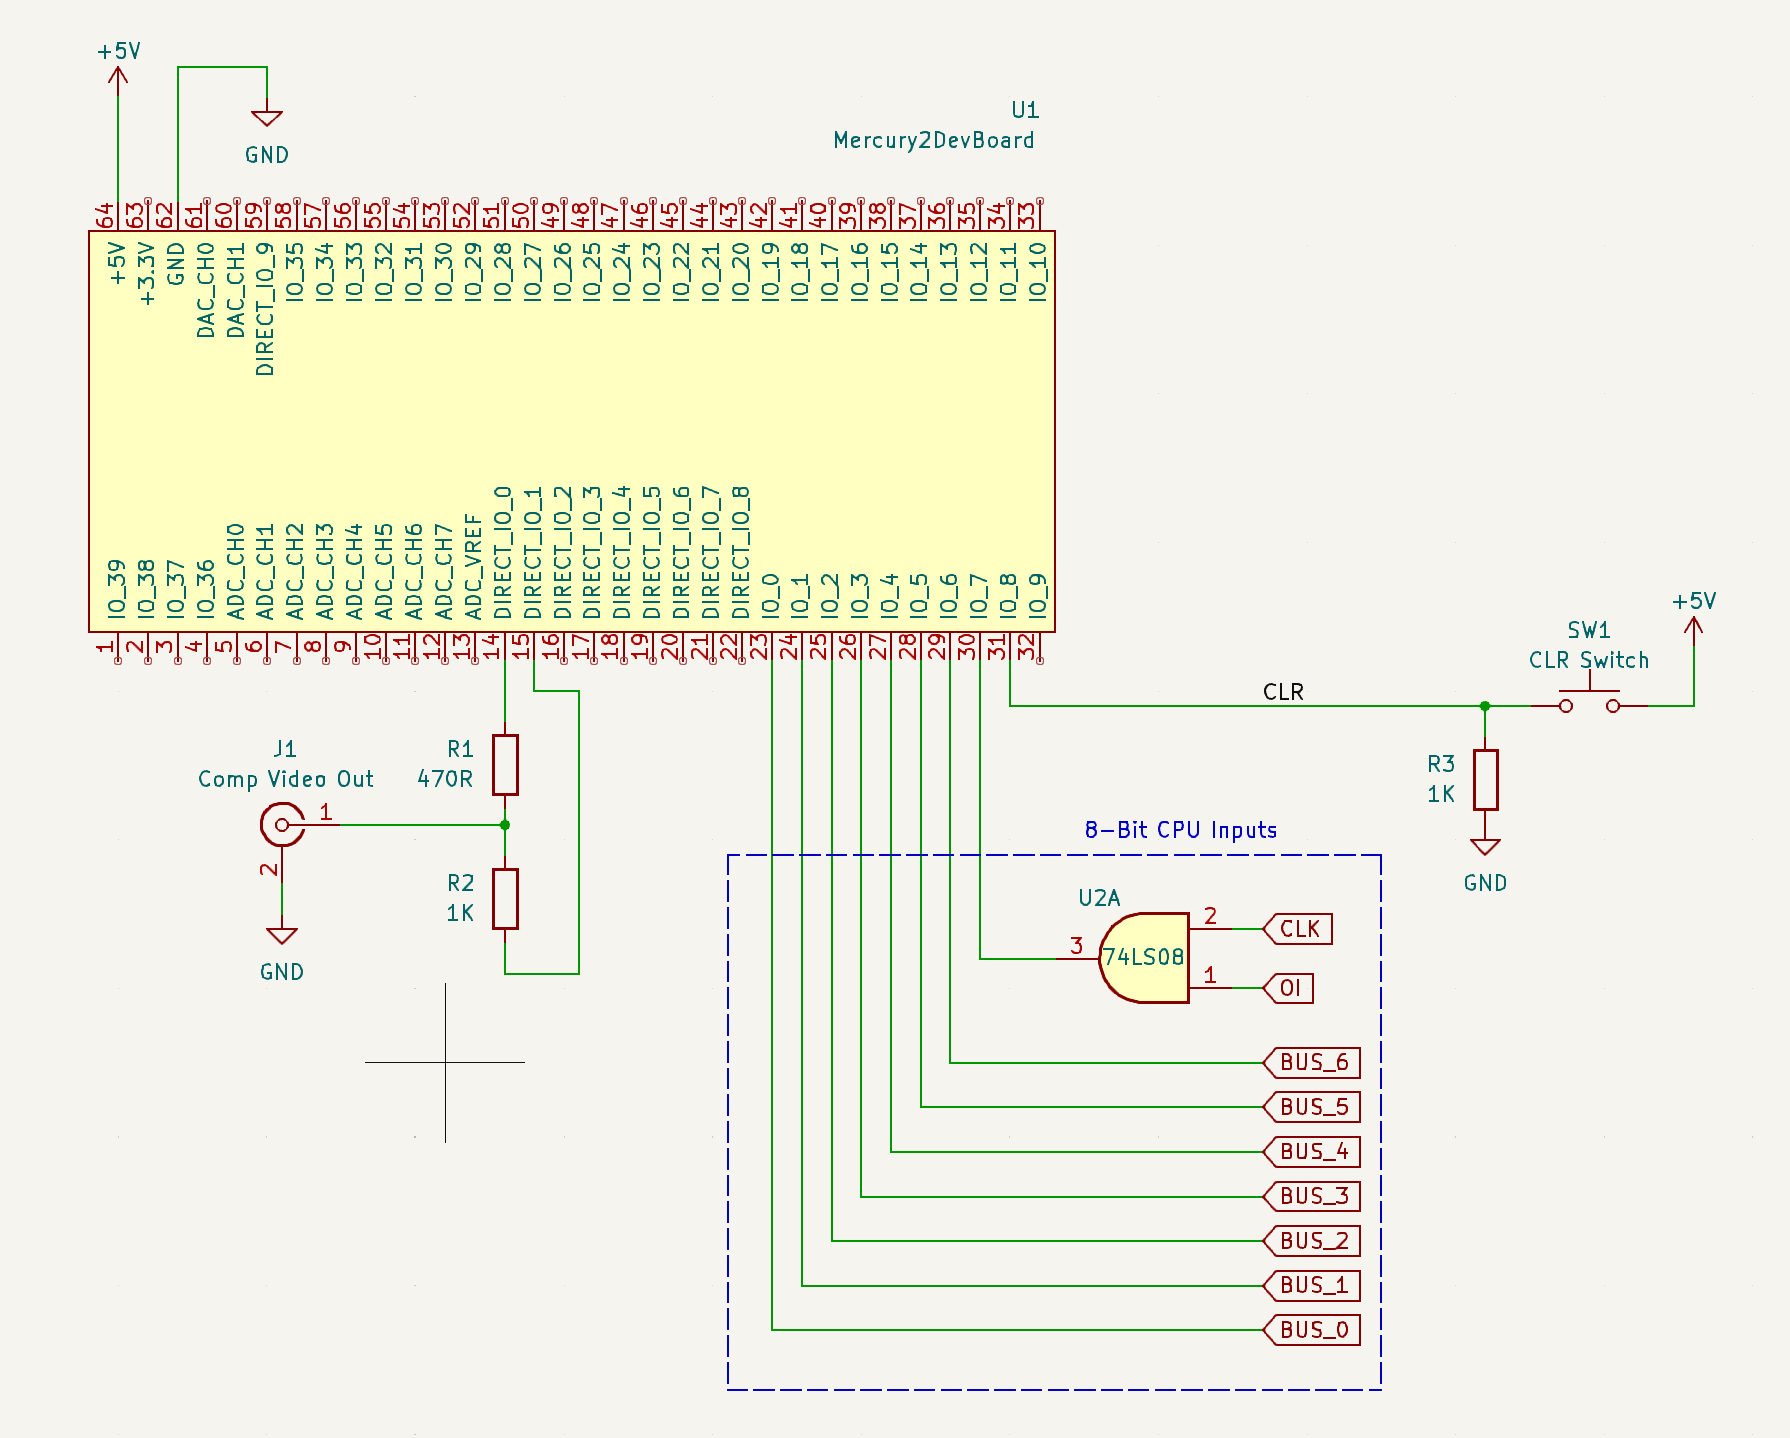 +5V
GND
U1
Mercury2DevBoard
64 63 62 61 60 59 58 57 56 55 54 53 52 51 50 49 48 47 46 45 44 43 42 41 40 39 38 37 36 35 34 33
+5V +3.3V GND DAC_CH0 DAC_CH1 DIRECT_IO_9 IO_35 IO_34 IO_33 IO_32 IO_31 IO_30 IO_29 IO_28 IO_27 IO_26 IO_25 IO_24 IO_23 IO_22 IO_21 IO_20 IO_19 IO_18 IO_17 IO_16 IO_15 IO_14 IO_13 IO_12 IO_11 IO_10
IO_39 IO_38 IO_37 IO_36 ADC_CH0 ADC_CH1 ADC_CH2 ADC_CH3 ADC_CH4 ADC_CH5 ADC_CH6 ADC_CH7 ADC_VREF DIRECT_IO_0 DIRECT_IO_1 DIRECT_IO_2 DIRECT_IO_3 DIRECT_IO_4 DIRECT_IO_5 DIRECT_IO_6 DIRECT_IO_7 DIRECT_IO_8 IO_0 IO_1 IO_2 IO_3 IO_4 IO_5 IO_6 IO_7 IO_8 IO_9
1 2 3 4 5 6 7 8 9 10 11 12 13 14 15 16 17 18 19 20 21 22 23 24 25 26 27 28 29 30 31 32
+5V
SW1
CLR Switch
CLR
J1
Comp Video Out
1
2
GND
R1
470R
R2
1K
R3
1K
GND
8-Bit CPU Inputs
U2A
74LS08
3
2
CLK
1
OI
BUS_6
BUS_5
BUS_4
BUS_3
BUS_2
BUS_1
BUS_0